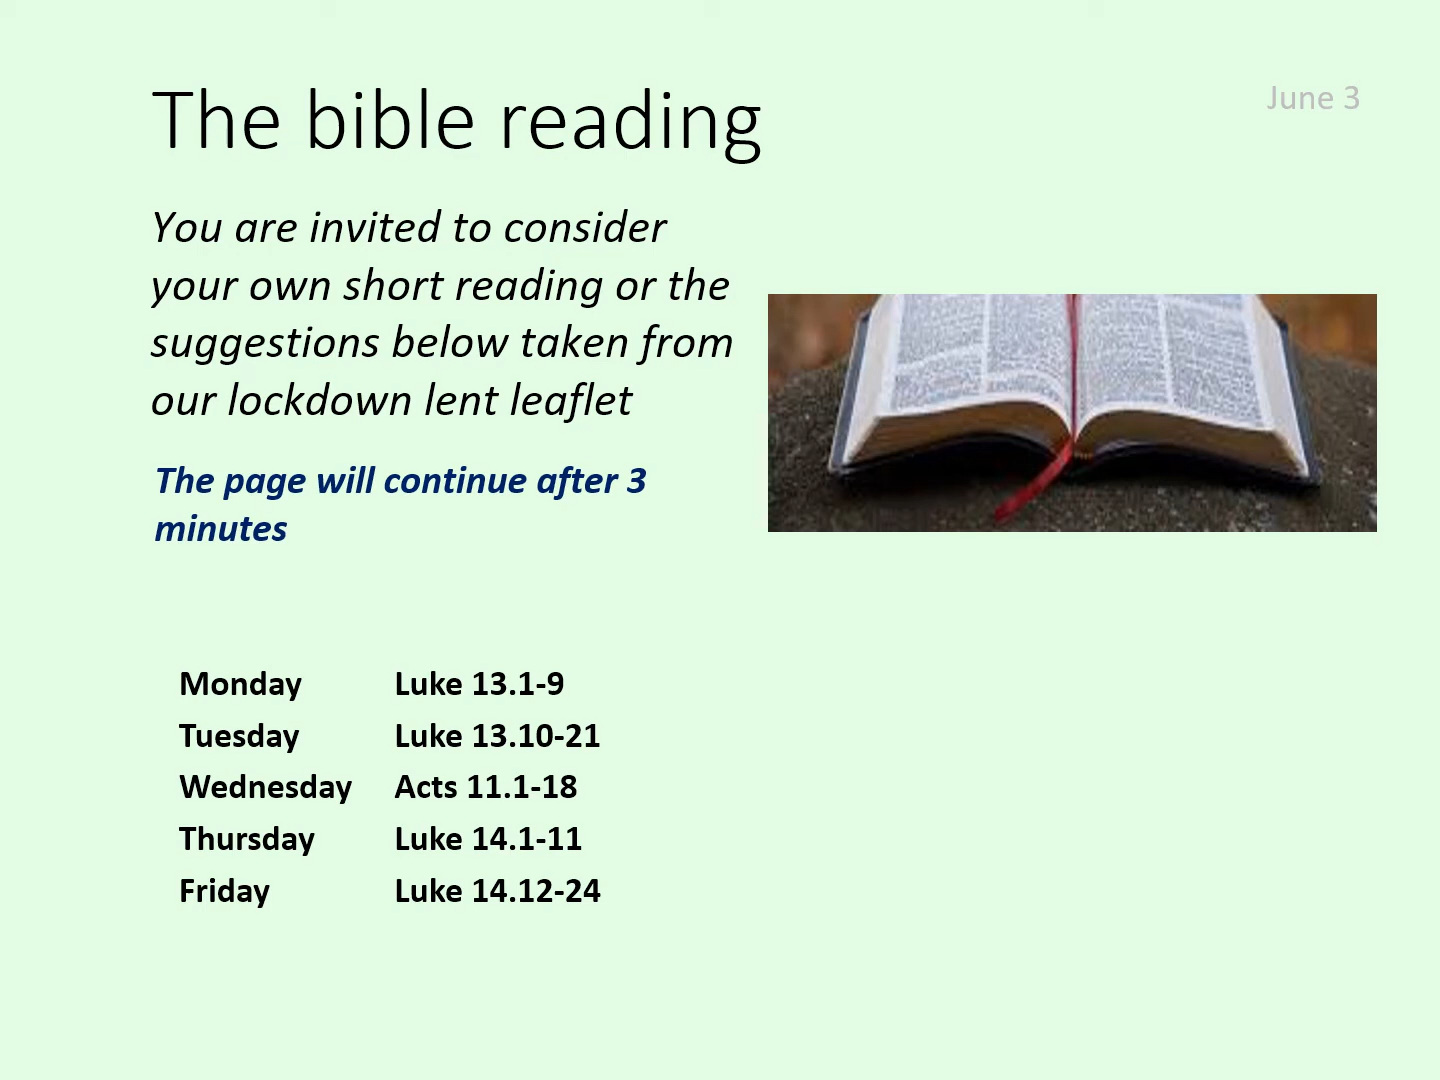 The bible reading
June 3
You are invited to consider
your own short reading or the
suggestions below taken from
our lockdown lent leaflet
The page will continue after 3
minutes
Monday Luke 13.1-9
Tuesday Luke 13.10-21
Wednesday Acts 11.1-18
Thursday Luke 14.1-11
Friday Luke 14.12-24